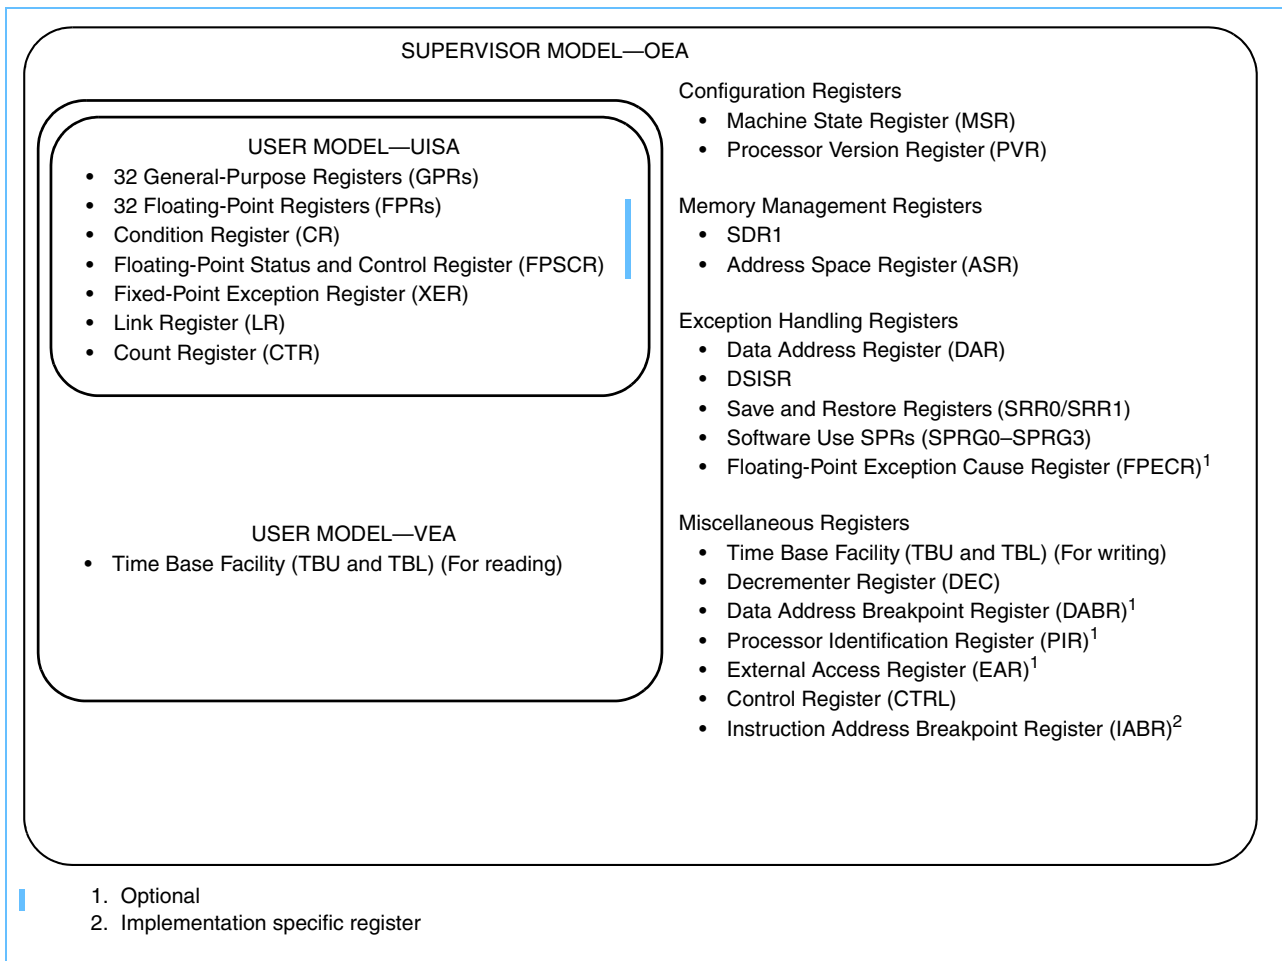 SUPERVISOR MODEL—OEA
USER MODEL—UISA
• 32 General-Purpose Registers (GPRs)
• 32 Floating-Point Registers (FPRs)
• Condition Register (CR)
• Floating-Point Status and Control Register (FPSCR)
• Fixed-Point Exception Register (XER)
• Link Register (LR)
• Count Register (CTR)
USER MODEL—VEA
• Time Base Facility (TBU and TBL) (For reading)
Configuration Registers
• Machine State Register (MSR)
• Processor Version Register (PVR)
Memory Management Registers
• SDR1
• Address Space Register (ASR)
Exception Handling Registers
• Data Address Register (DAR)
• DSISR
• Save and Restore Registers (SRR0/SRR1)
• Software Use SPRs (SPRG0–SPRG3)
• Floating-Point Exception Cause Register (FPECR)1
Miscellaneous Registers
• Time Base Facility (TBU and TBL) (For writing)
• Decrementer Register (DEC)
• Data Address Breakpoint Register (DABR)1
• Processor Identification Register (PIR)1
• External Access Register (EAR)1
• Control Register (CTRL)
• Instruction Address Breakpoint Register (IABR)2
1. Optional
2. Implementation specific register